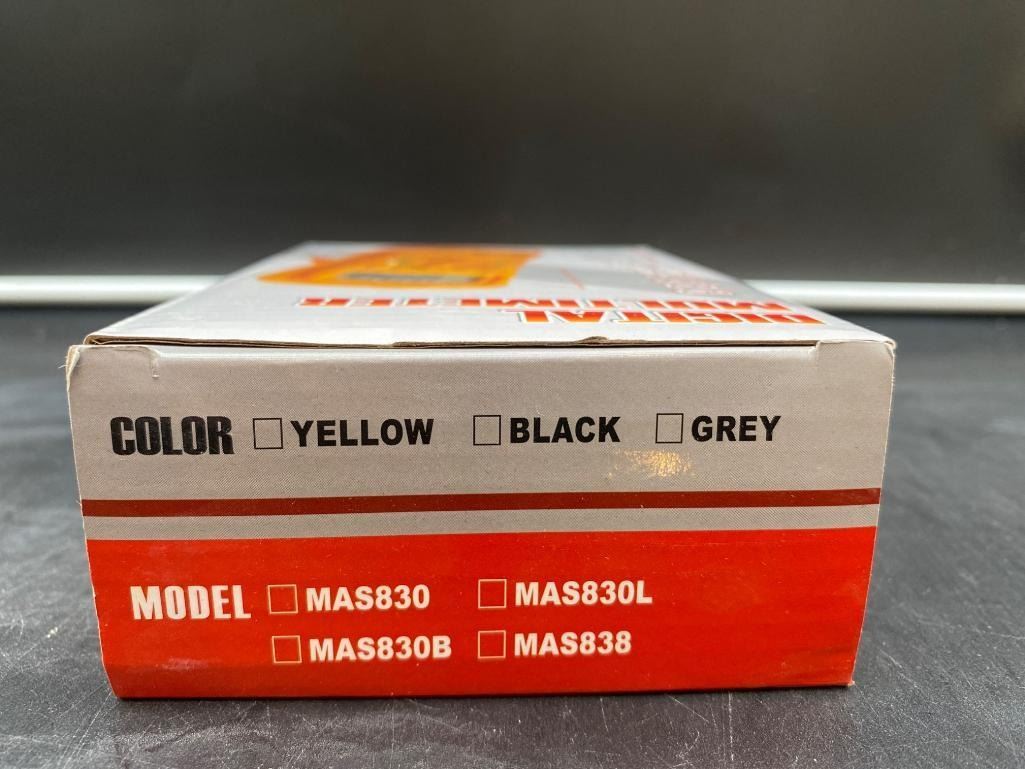 DIGITAL
MULTIMETER
COLOR □ YELLOW □ BLACK □ GREY
MODEL □ MAS830 □ MAS830L
□ MAS830B □ MAS838